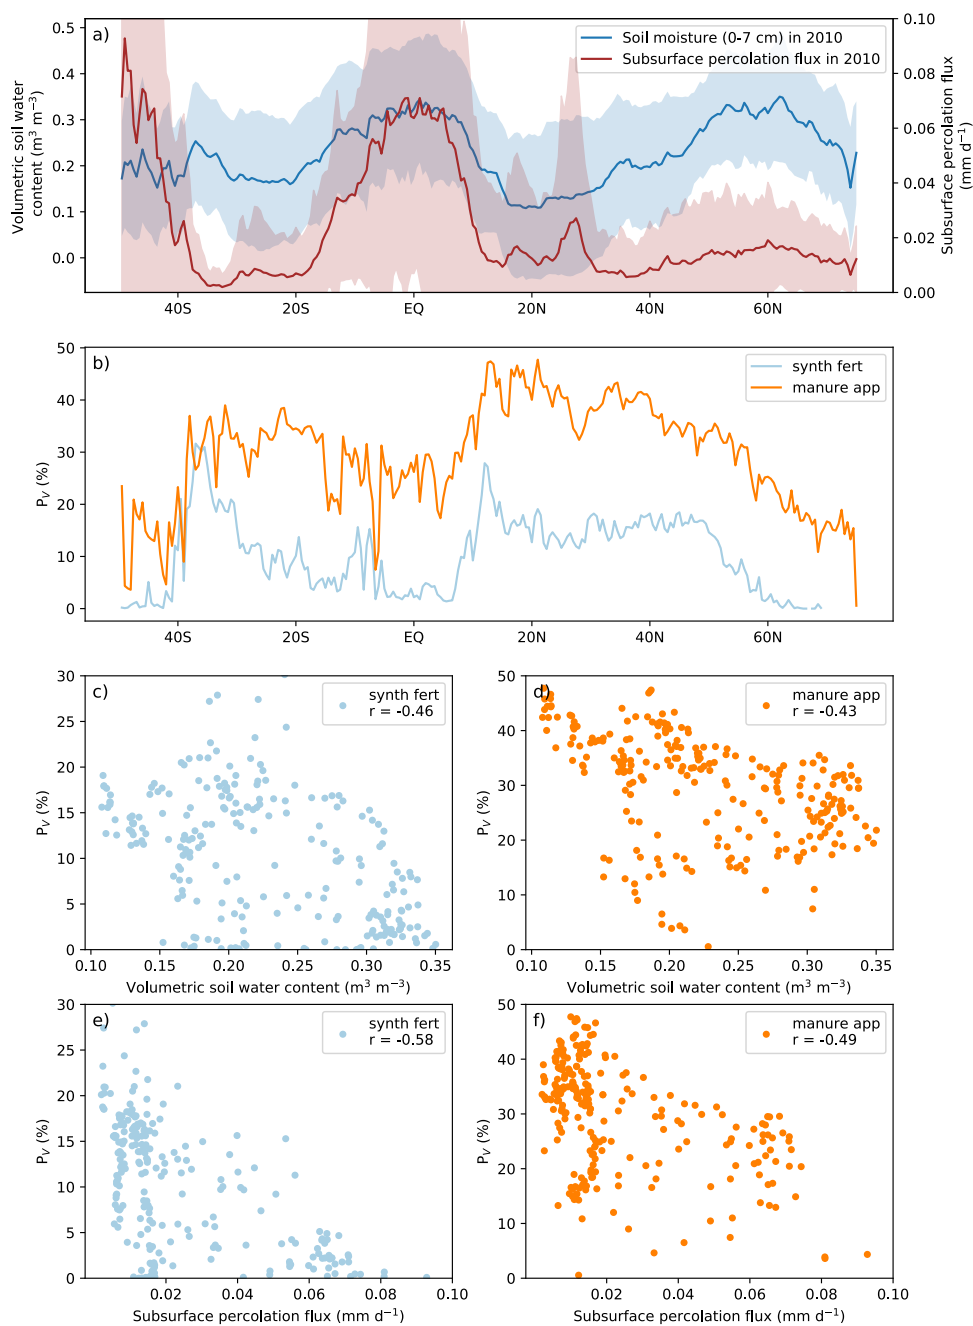 a)
Soil moisture (0-7 cm) in 2010
Subsurface percolation flux in 2010
Volumetric soil water
content (m³ m⁻³)
0.5
0.4
0.3
0.2
0.1
0.0
0.10
0.08
0.06
0.04
0.02
0.00
Subsurface percolation flux
(mm d⁻¹)
40S 20S EQ 20N 40N 60N
b)
synth fert
manure app
P_V (%)
50
40
30
20
10
0
40S 20S EQ 20N 40N 60N
c)
synth fert
r = -0.46
P_V (%)
30
25
20
15
10
5
0
0.10 0.15 0.20 0.25 0.30 0.35
Volumetric soil water content (m³ m⁻³)
d)
manure app
r = -0.43
P_V (%)
50
40
30
20
10
0
0.10 0.15 0.20 0.25 0.30 0.35
Volumetric soil water content (m³ m⁻³)
e)
synth fert
r = -0.58
P_V (%)
30
25
20
15
10
5
0
0.02 0.04 0.06 0.08 0.10
Subsurface percolation flux (mm d⁻¹)
f)
manure app
r = -0.49
P_V (%)
50
40
30
20
10
0
0.02 0.04 0.06 0.08 0.10
Subsurface percolation flux (mm d⁻¹)